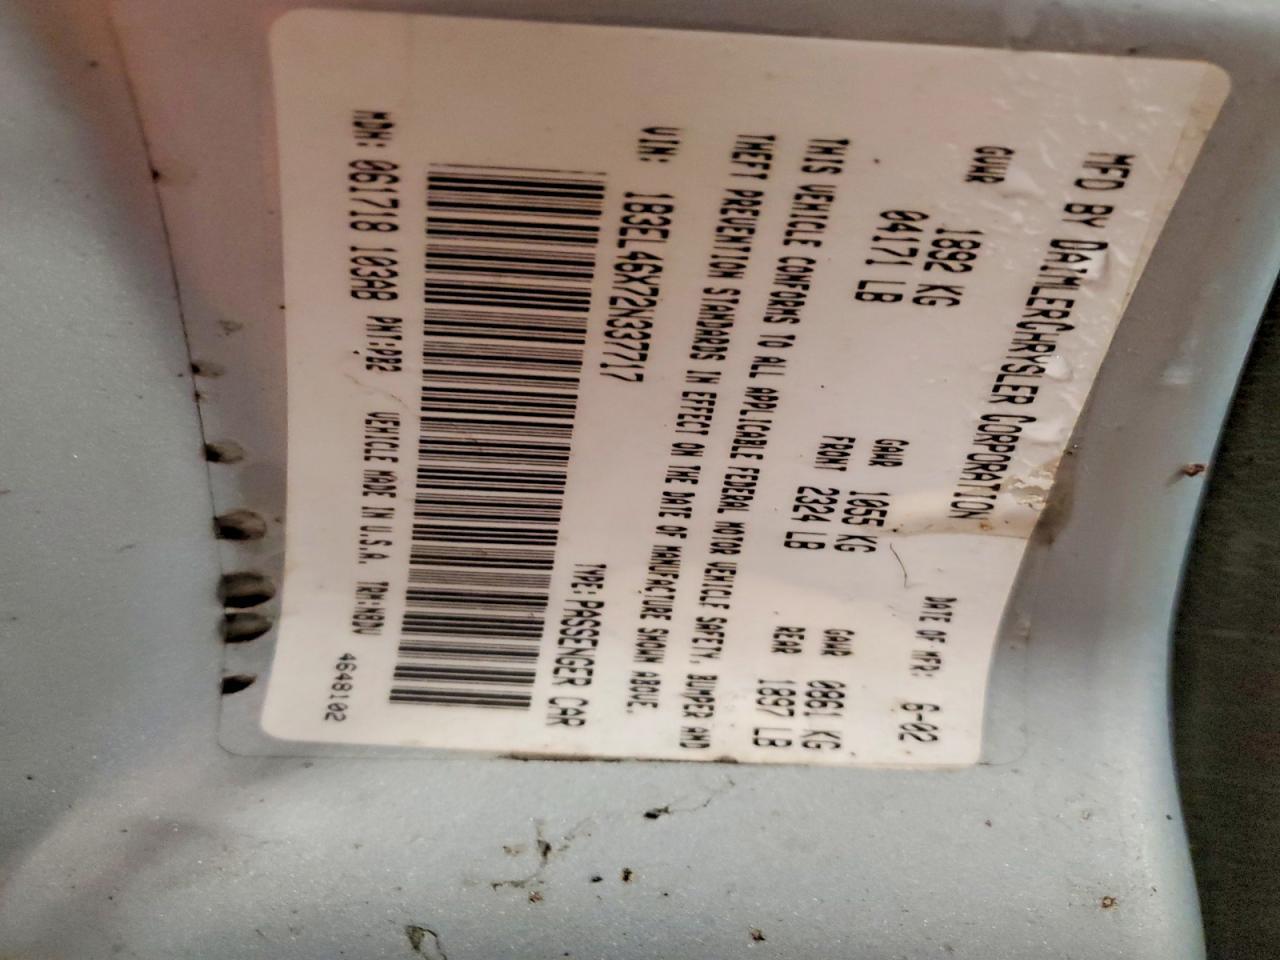 MFD BY DAIMLERCHRYSLER CORPORATION
DATE OF MFR: 6-02
GVWR 1892 KG
04171 LB
GAWR FRONT 1055 KG
2324 LB
GAWR REAR 0861 KG
1897 LB
THIS VEHICLE CONFORMS TO ALL APPLICABLE FEDERAL MOTOR VEHICLE SAFETY, BUMPER AND
THEFT PREVENTION STANDARDS IN EFFECT ON THE DATE OF MANUFACTURE SHOWN ABOVE.
VIN: 1B3EL46X72N337717 TYPE: PASSENGER CAR
MDH: 061718 103AB PNT:PB2 VEHICLE MADE IN U.S.A.
4648102